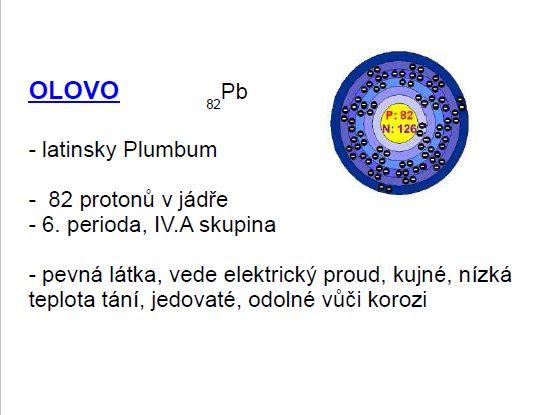 OLOVO
82Pb
P: 82
N: 126
- latinsky Plumbum
- 82 protonů v jádře
- 6. perioda, IV.A skupina
- pevná látka, vede elektrický proud, kujné, nízká
teplota tání, jedovaté, odolné vůči korozi